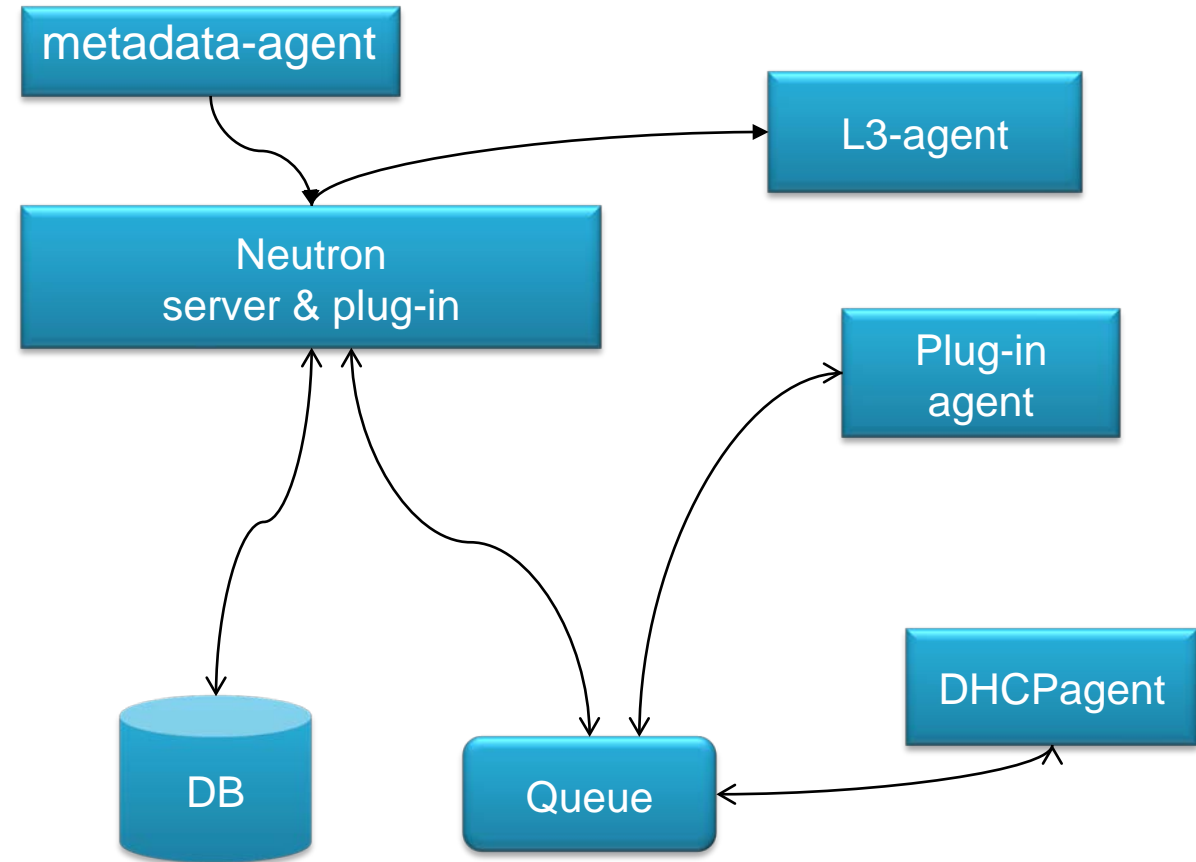 metadata-agent
L3-agent
Neutron
server & plug-in
Plug-in
agent
DHCPagent
DB
Queue